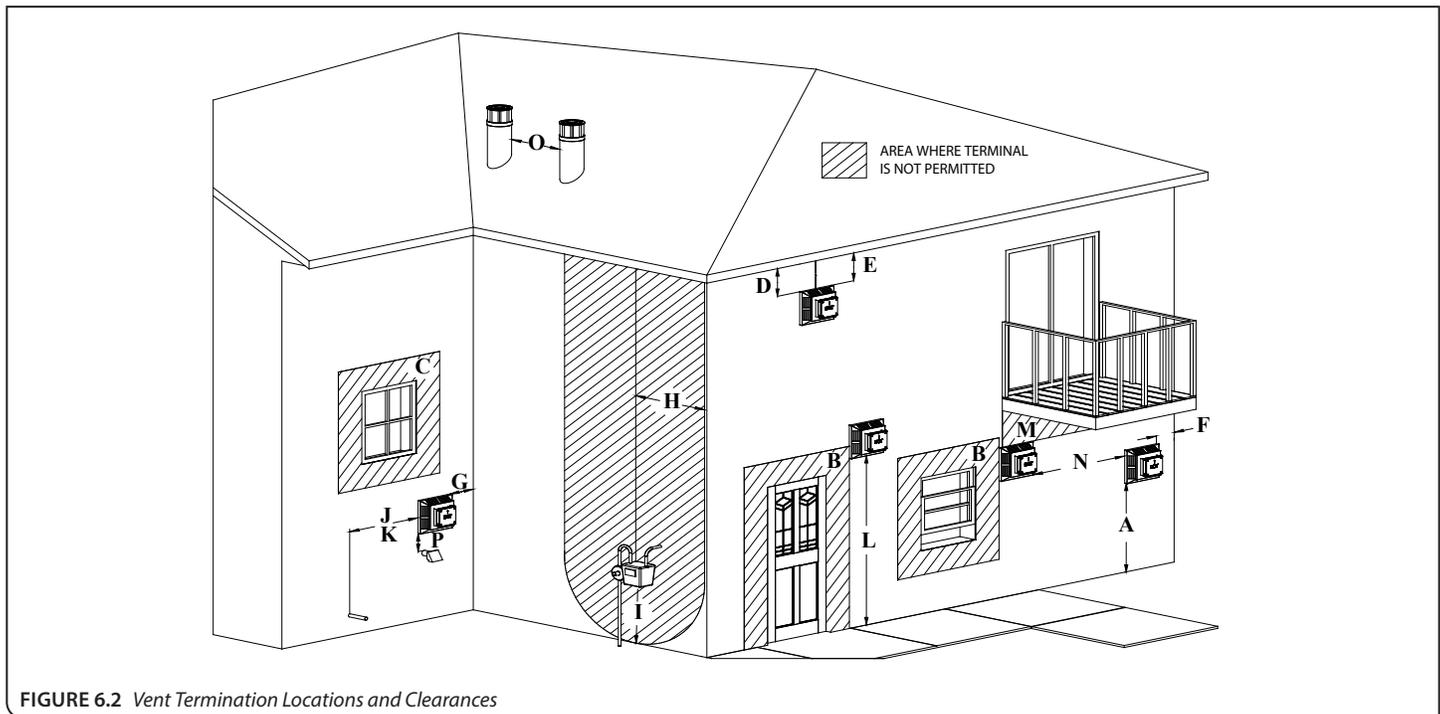 O
AREA WHERE TERMINAL
IS NOT PERMITTED
D
E
C
H
B
B
M
F
N
G
J
K
P
L
A
I
FIGURE 6.2 Vent Termination Locations and Clearances